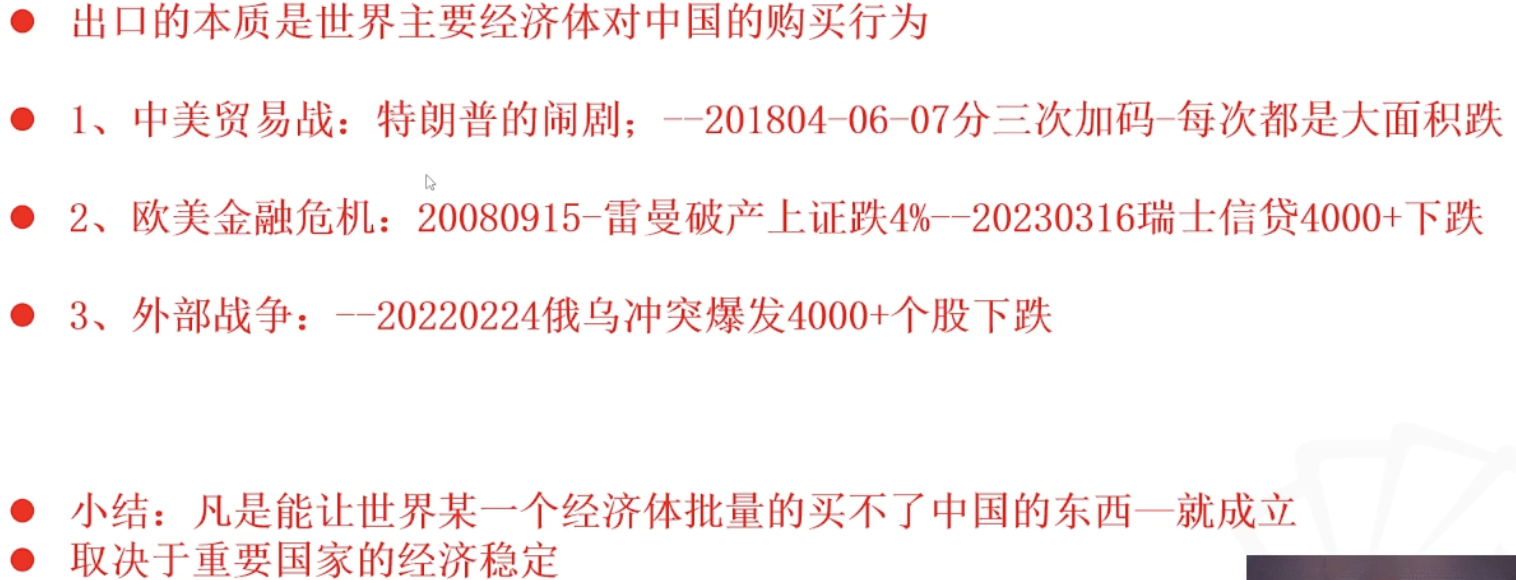 出口的本质是世界主要经济体对中国的购买行为
1、中美贸易战：特朗普的闹剧；--201804-06-07分三次加码-每次都是大面积跌
2、欧美金融危机：20080915-雷曼破产上证跌4%--20230316瑞士信贷4000+下跌
3、外部战争：--20220224俄乌冲突爆发4000+个股下跌
小结：凡是能让世界某一个经济体批量的买不了中国的东西—就成立
取决于重要国家的经济稳定